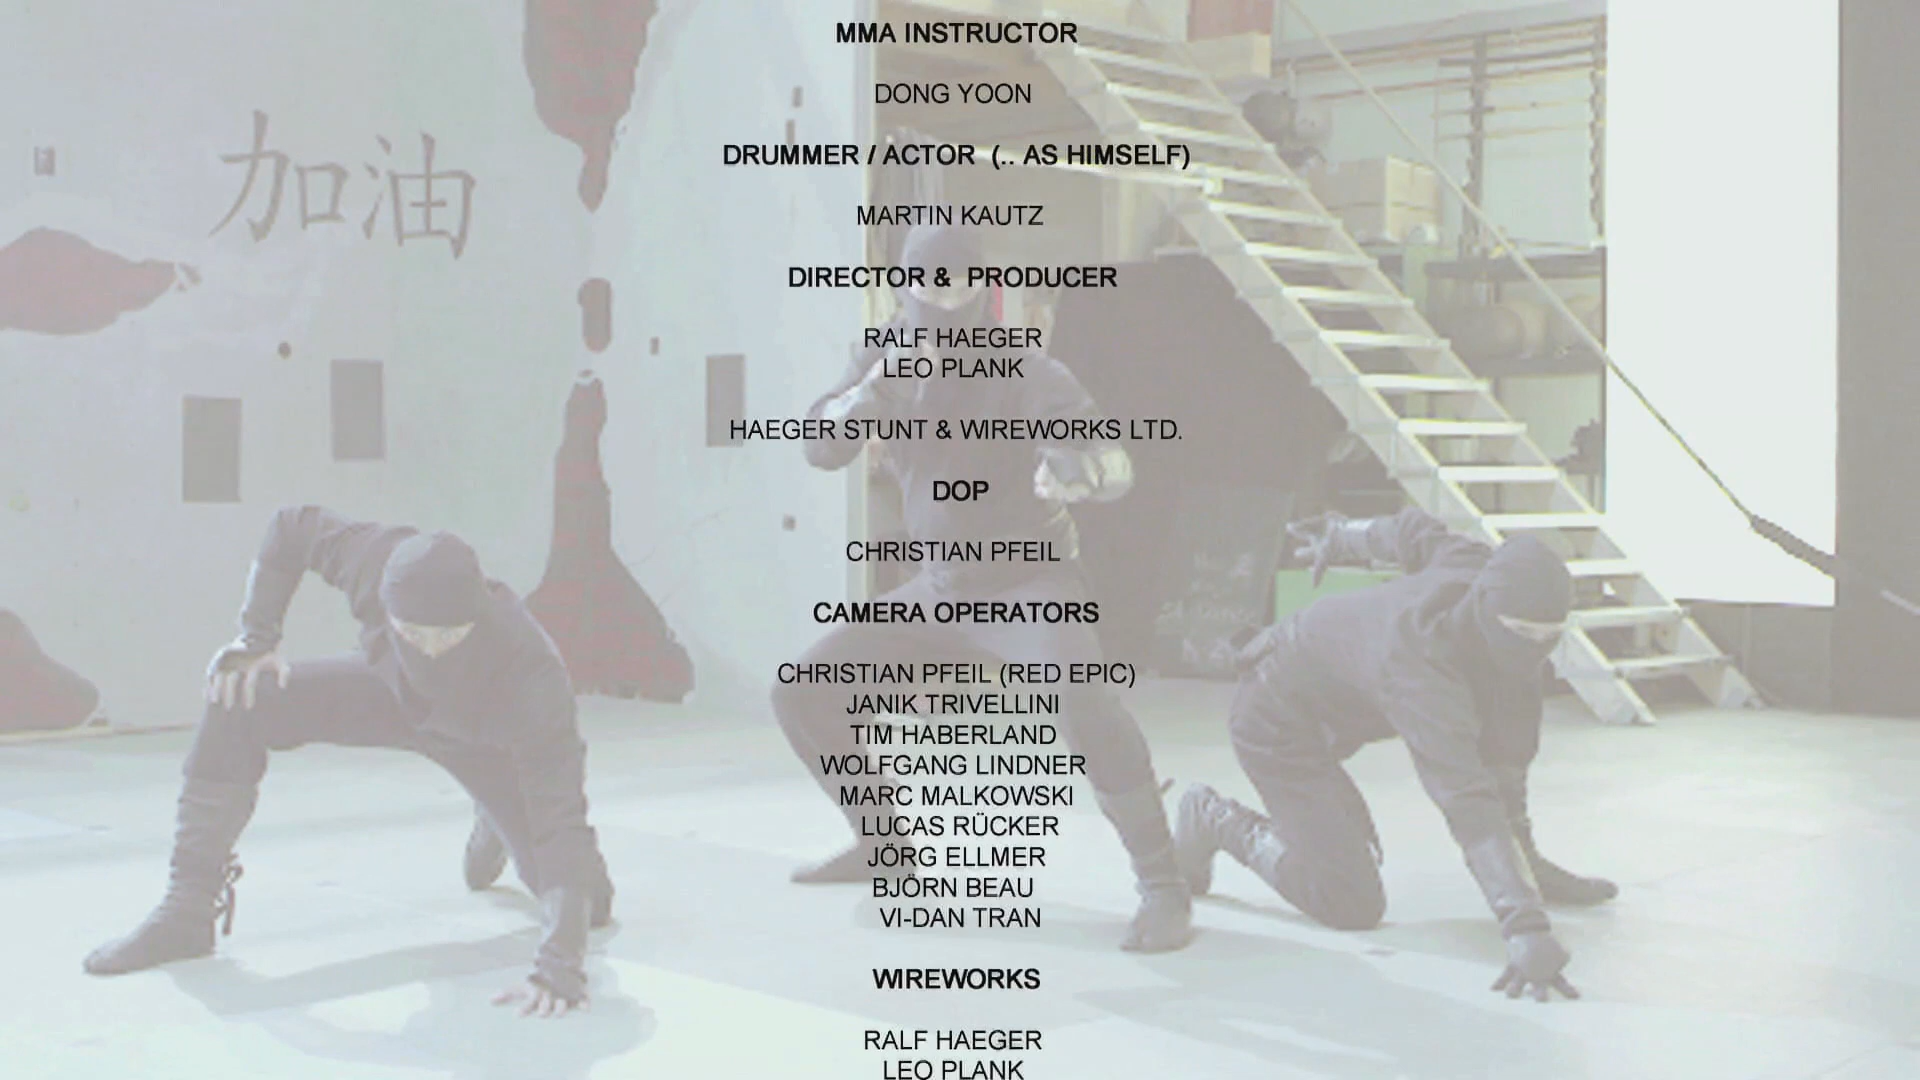 MMA INSTRUCTOR
DONG YOON
DRUMMER / ACTOR (.. AS HIMSELF)
MARTIN KAUTZ
DIRECTOR & PRODUCER
RALF HAEGER
LEO PLANK
HAEGER STUNT & WIREWORKS LTD.
DOP
CHRISTIAN PFEIL
CAMERA OPERATORS
CHRISTIAN PFEIL (RED EPIC)
JANIK TRIVELLINI
TIM HABERLAND
WOLFGANG LINDNER
MARC MALKOWSKI
LUCAS RÜCKER
JÖRG ELLMER
BJÖRN BEAU
VI-DAN TRAN
WIREWORKS
RALF HAEGER
LEO PLANK
加油